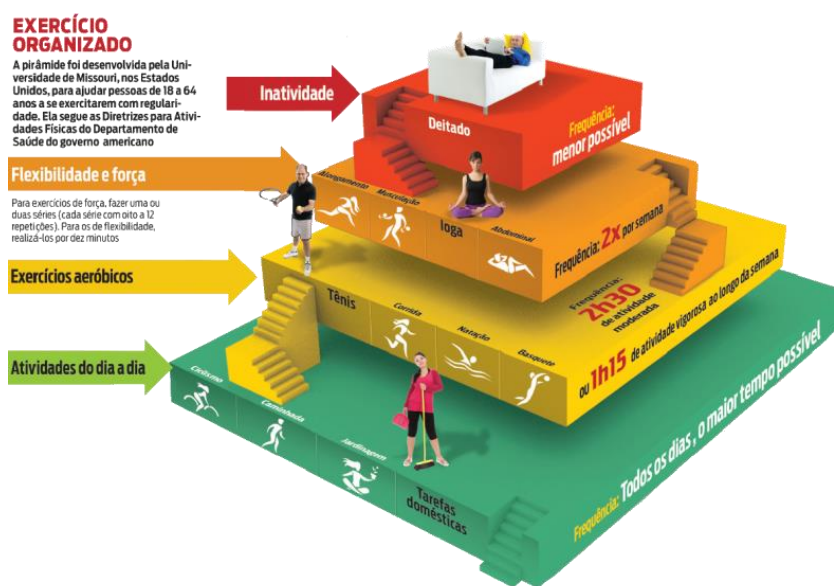 EXERCÍCIO
ORGANIZADO
A pirâmide foi desenvolvida pela Uni-
versidade de Missouri, nos Estados
Unidos, para ajudar pessoas de 18 a 64
anos a se exercitarem com regulari-
dade. Ela segue as Diretrizes para Ativi-
dades Físicas do Departamento de
Saúde do governo americano
Inatividade
Deitado
Frequência:
menor possível
Flexibilidade e força
Para exercícios de força, fazer uma ou
duas séries (cada série com oito a 12
repetições). Para os de flexibilidade,
realizá-los por dez minutos
Alongamento
Musculação
Ioga
Abdominal
Frequência: 2x por semana
Exercícios aeróbicos
Tênis
Corrida
Natação
Basquete
Frequência:
2h30
de atividade
moderada
ou 1h15 de atividade vigorosa ao longo da semana
Atividades do dia a dia
Ciclismo
Caminhada
Jardinagem
Tarefas
domésticas
Frequência: Todos os dias, o maior tempo possível